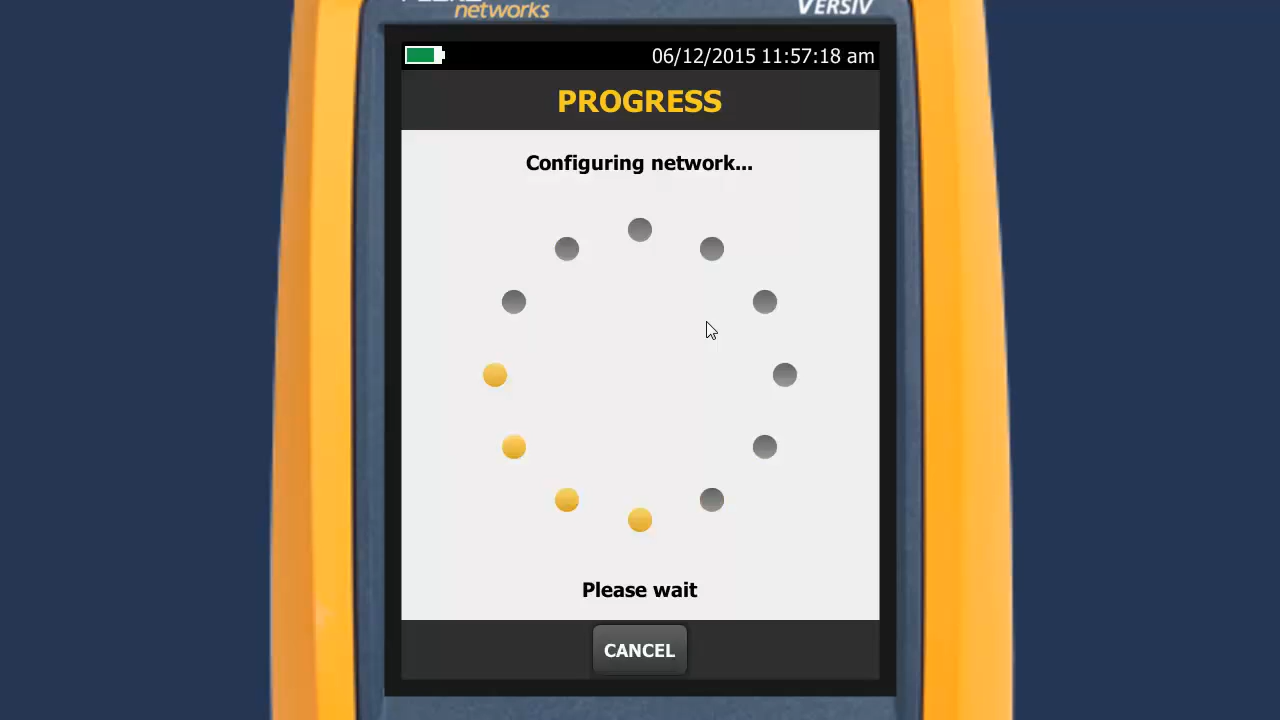 networks
VERSIV
06/12/2015 11:57:18 am
PROGRESS
Configuring network...
Please wait
CANCEL